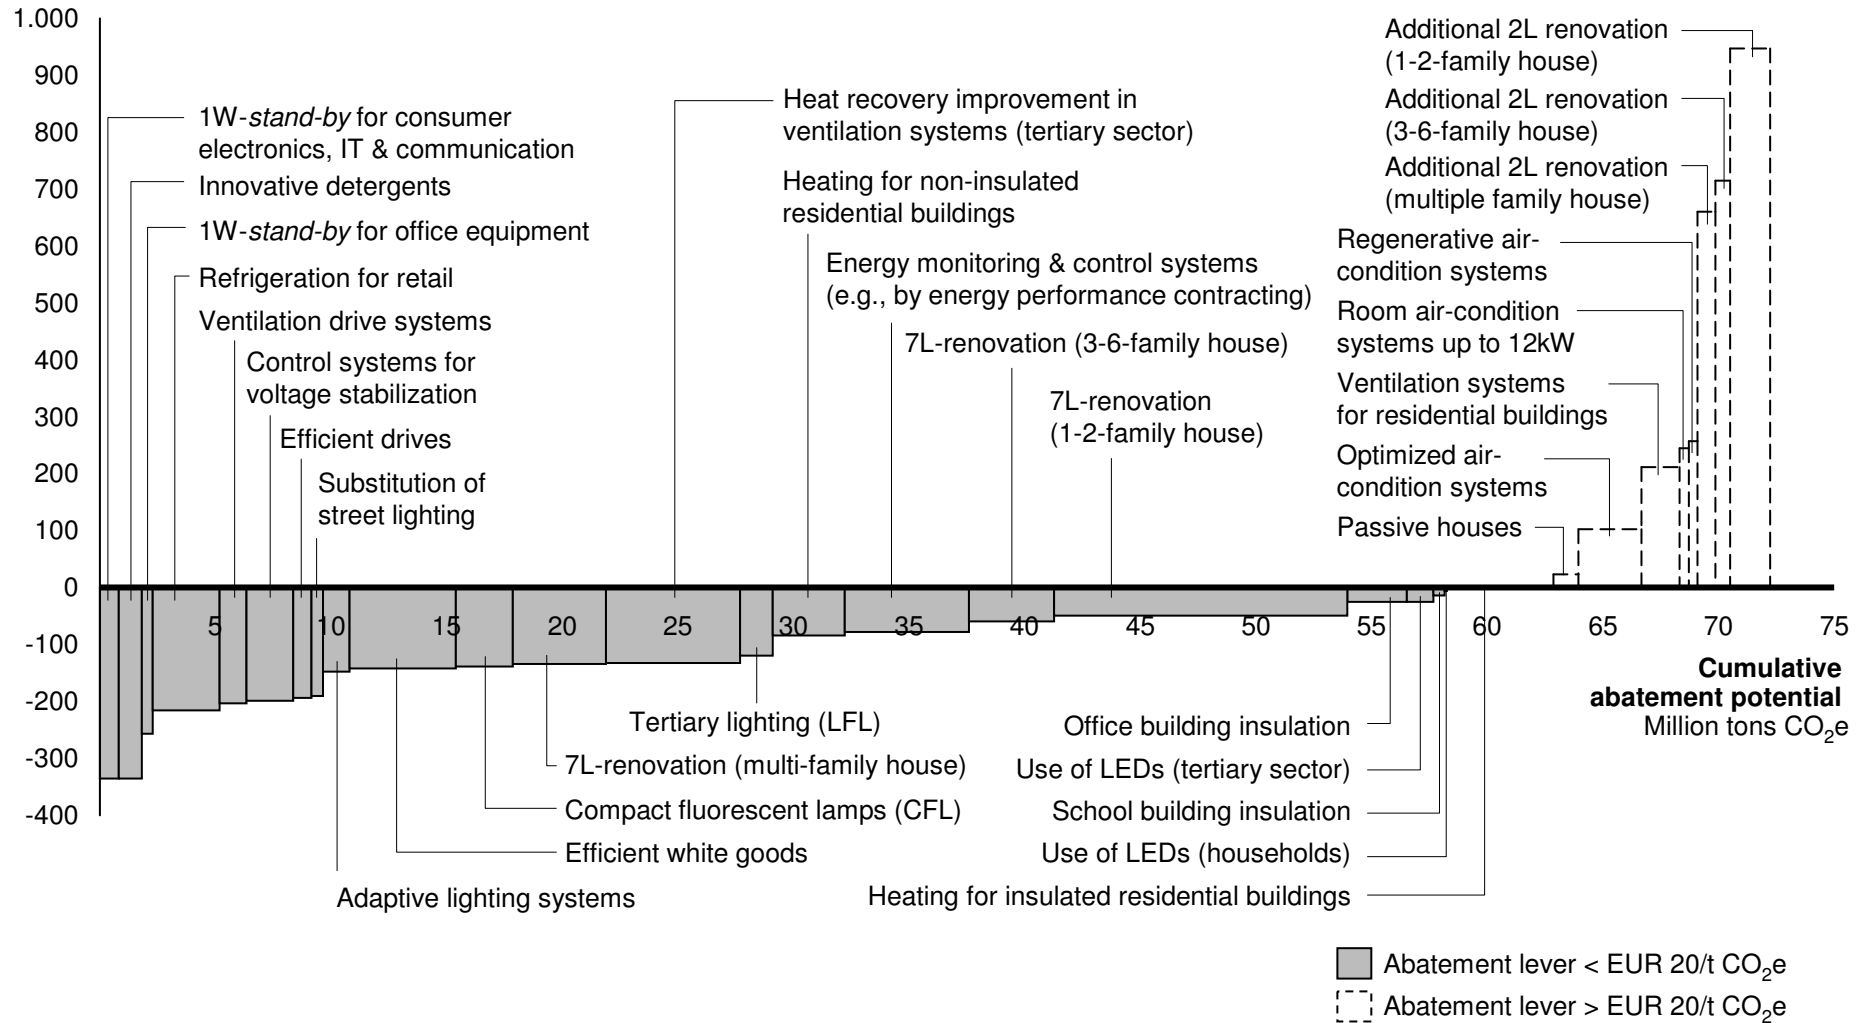 1.000
900
800
700
600
500
400
300
200
100
0
-100
-200
-300
-400
1W-stand-by for consumer
electronics, IT & communication
Innovative detergents
1W-stand-by for office equipment
Refrigeration for retail
Ventilation drive systems
Control systems for
voltage stabilization
Efficient drives
Substitution of
street lighting
Heat recovery improvement in
ventilation systems (tertiary sector)
Heating for non-insulated
residential buildings
Energy monitoring & control systems
(e.g., by energy performance contracting)
7L-renovation (3-6-family house)
7L-renovation
(1-2-family house)
Additional 2L renovation
(1-2-family house)
Additional 2L renovation
(3-6-family house)
Additional 2L renovation
(multiple family house)
Regenerative air-
condition systems
Room air-condition
systems up to 12kW
Ventilation systems
for residential buildings
Optimized air-
condition systems
Passive houses
5 10 15 20 25 30 35 40 45 50 55 60 65 70 75
Cumulative
abatement potential
Million tons CO2e
Tertiary lighting (LFL)
7L-renovation (multi-family house)
Compact fluorescent lamps (CFL)
Efficient white goods
Adaptive lighting systems
Office building insulation
Use of LEDs (tertiary sector)
School building insulation
Use of LEDs (households)
Heating for insulated residential buildings
Abatement lever < EUR 20/t CO2e
Abatement lever > EUR 20/t CO2e